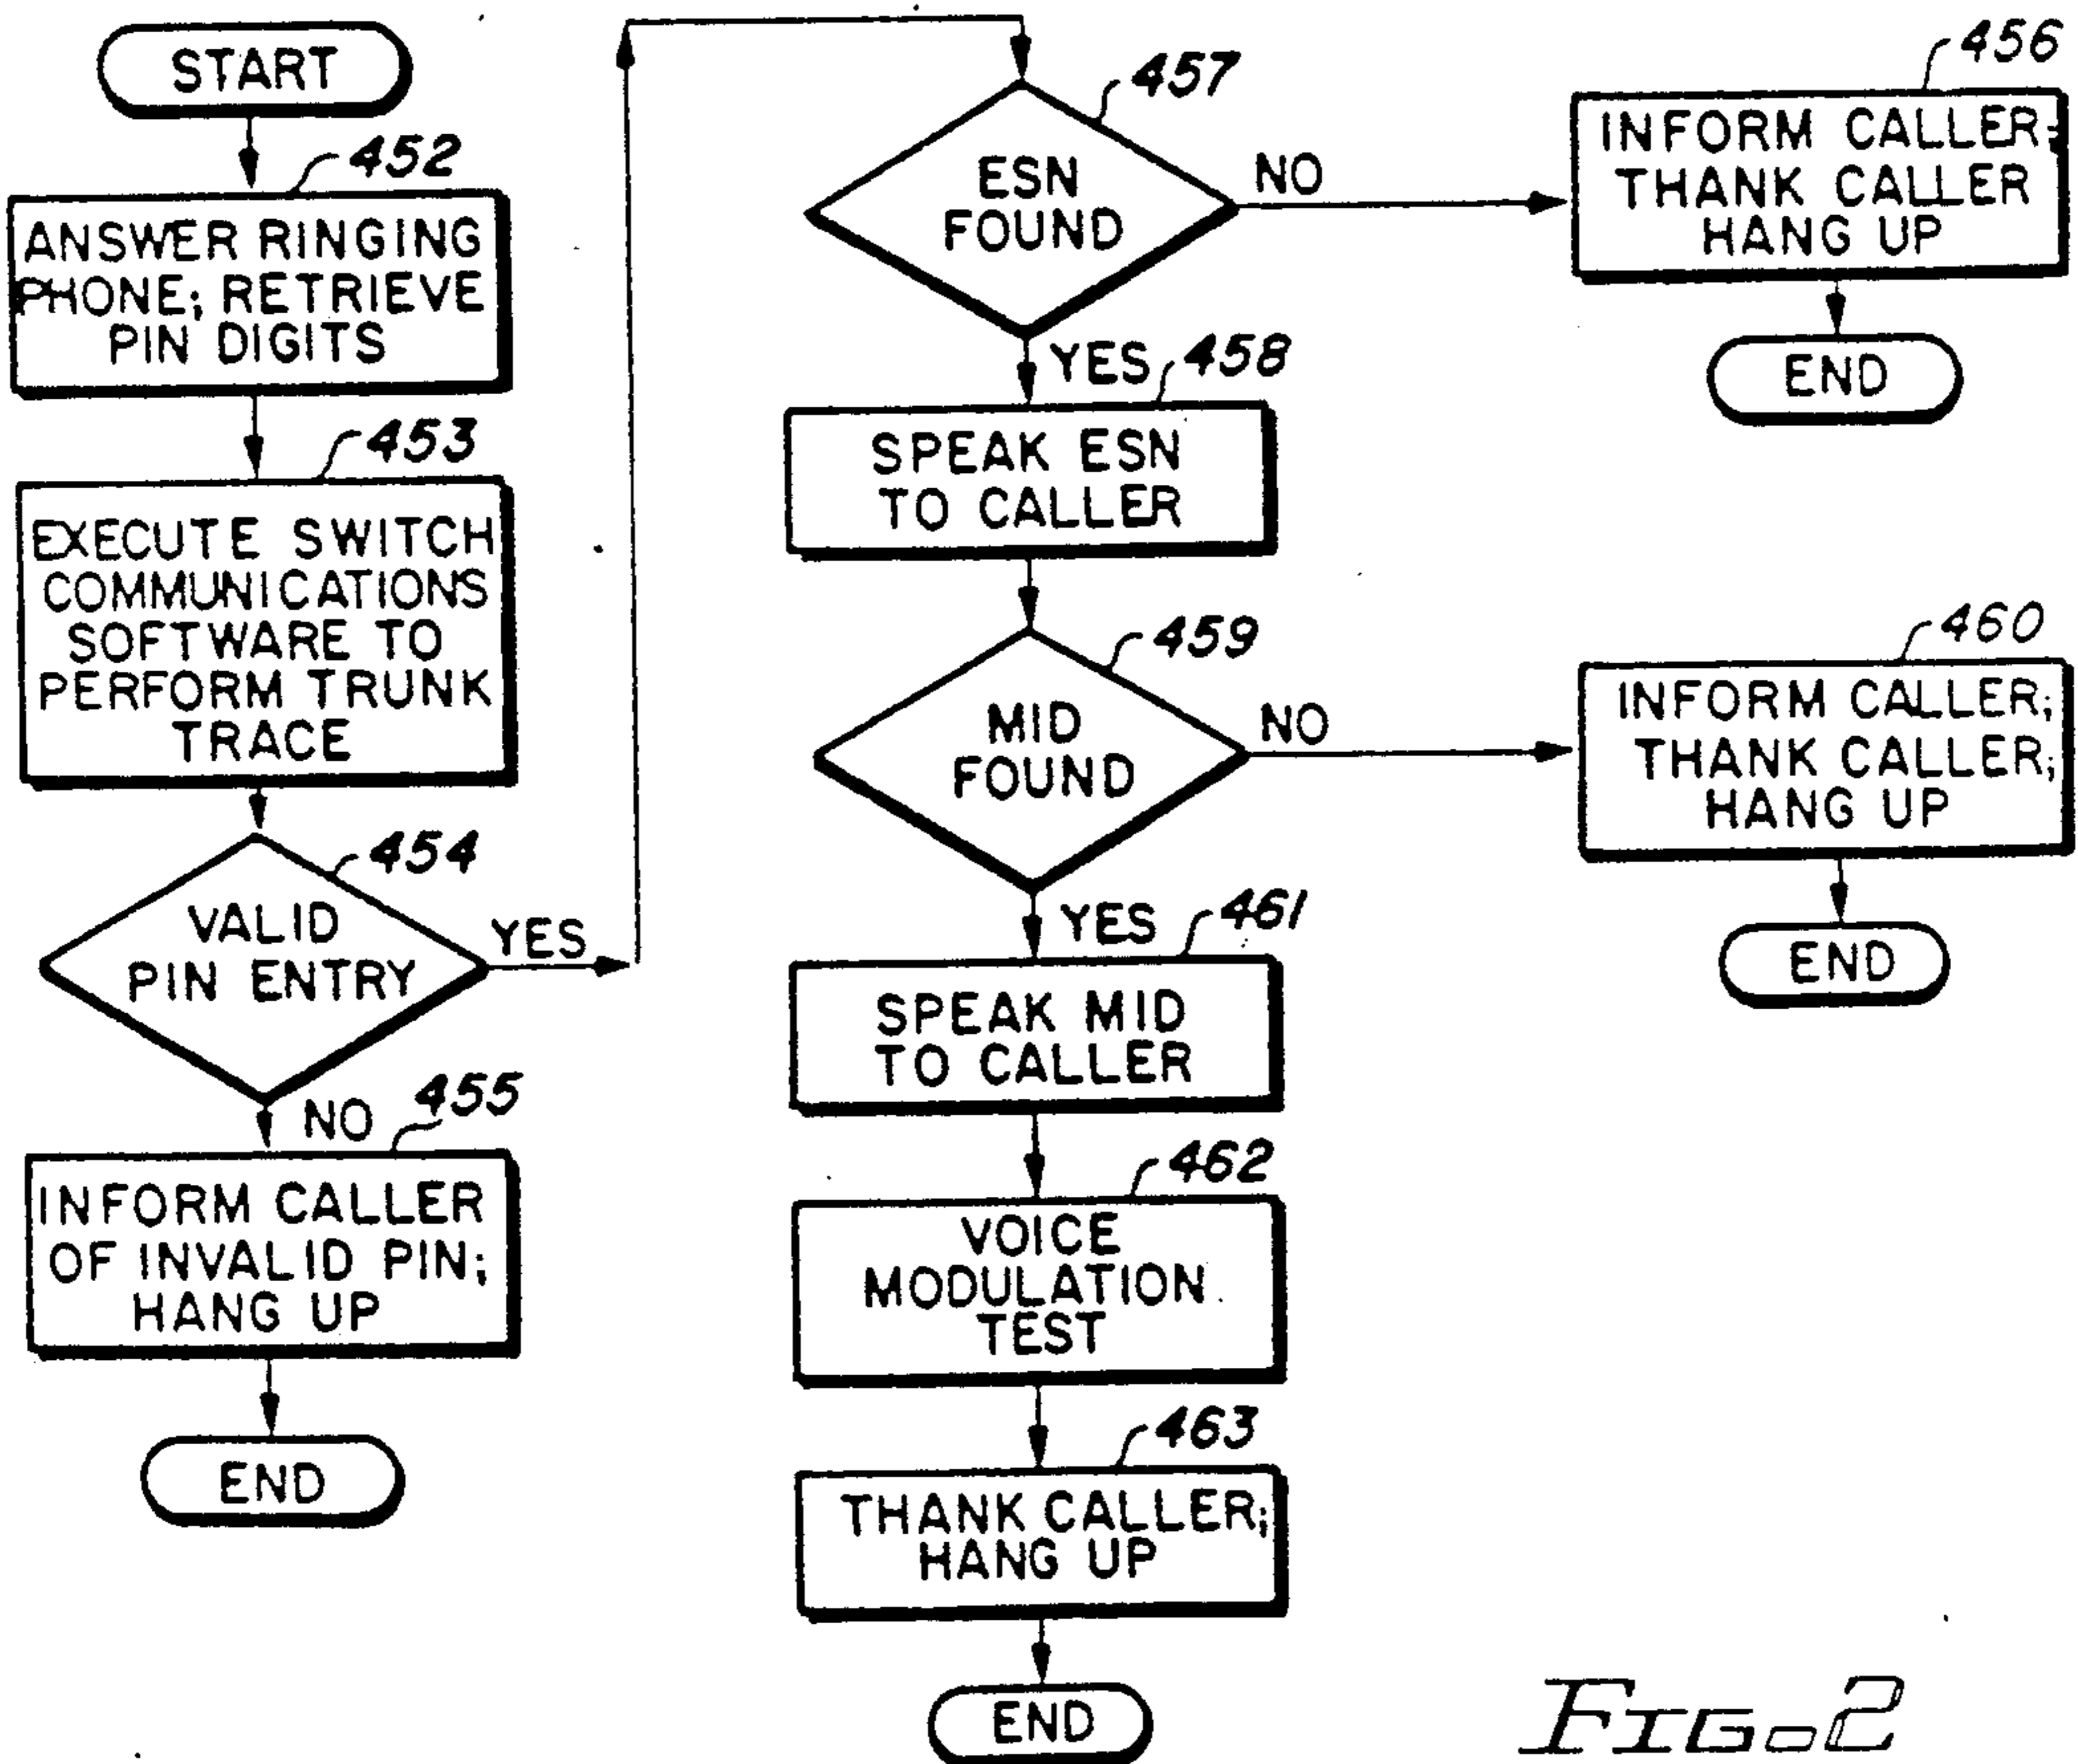 START
452
ANSWER RINGING
PHONE; RETRIEVE
PIN DIGITS
453
EXECUTE SWITCH
COMMUNICATIONS
SOFTWARE TO
PERFORM TRUNK
TRACE
454
VALID
PIN ENTRY
YES
NO
455
INFORM CALLER
OF INVALID PIN;
HANG UP
END
457
ESN
FOUND
NO
YES
456
INFORM CALLER;
THANK CALLER
HANG UP
END
458
SPEAK ESN
TO CALLER
459
MID
FOUND
NO
YES
460
INFORM CALLER;
THANK CALLER;
HANG UP
END
461
SPEAK MID
TO CALLER
462
VOICE
MODULATION
TEST
463
THANK CALLER;
HANG UP
END
FIG.2